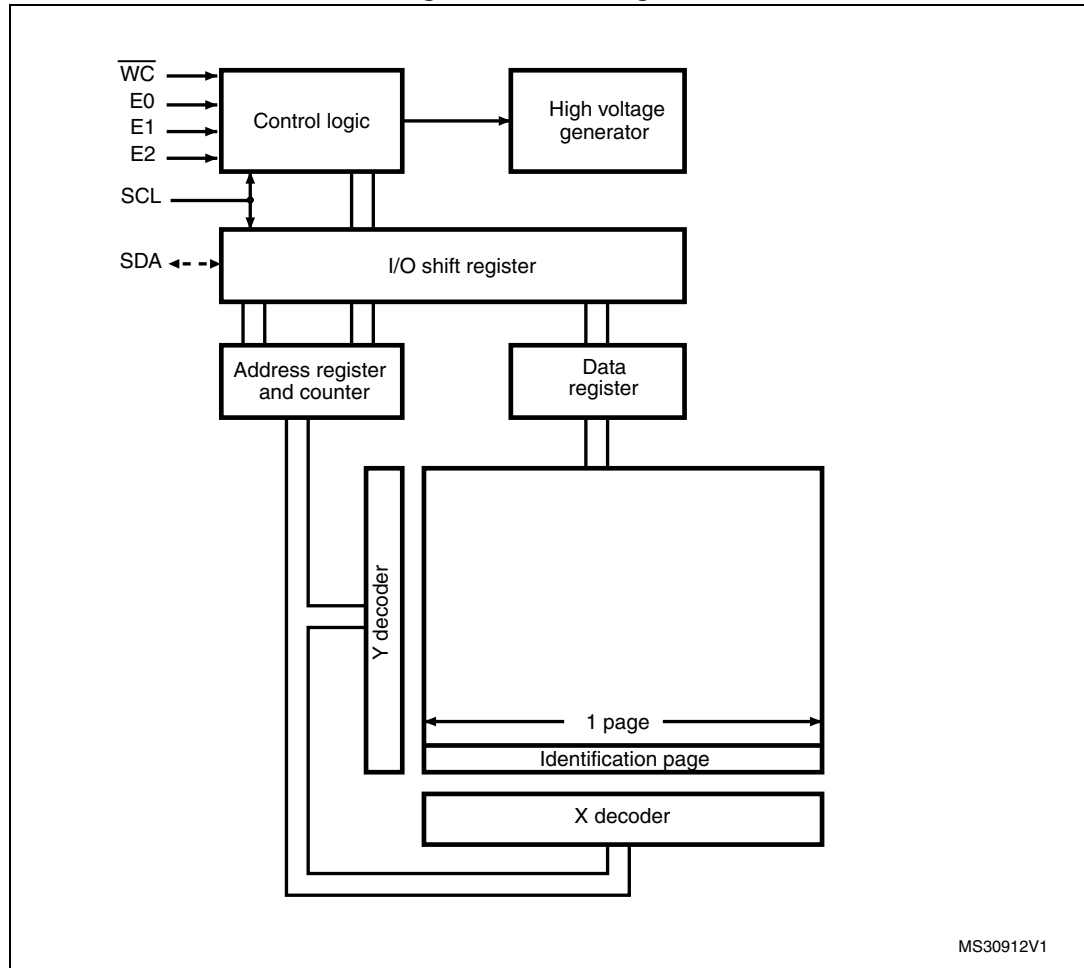 WC
E0
E1
E2
SCL
SDA
Control logic
High voltage
generator
I/O shift register
Address register
and counter
Data
register
Y decoder
1 page
Identification page
X decoder
MS30912V1